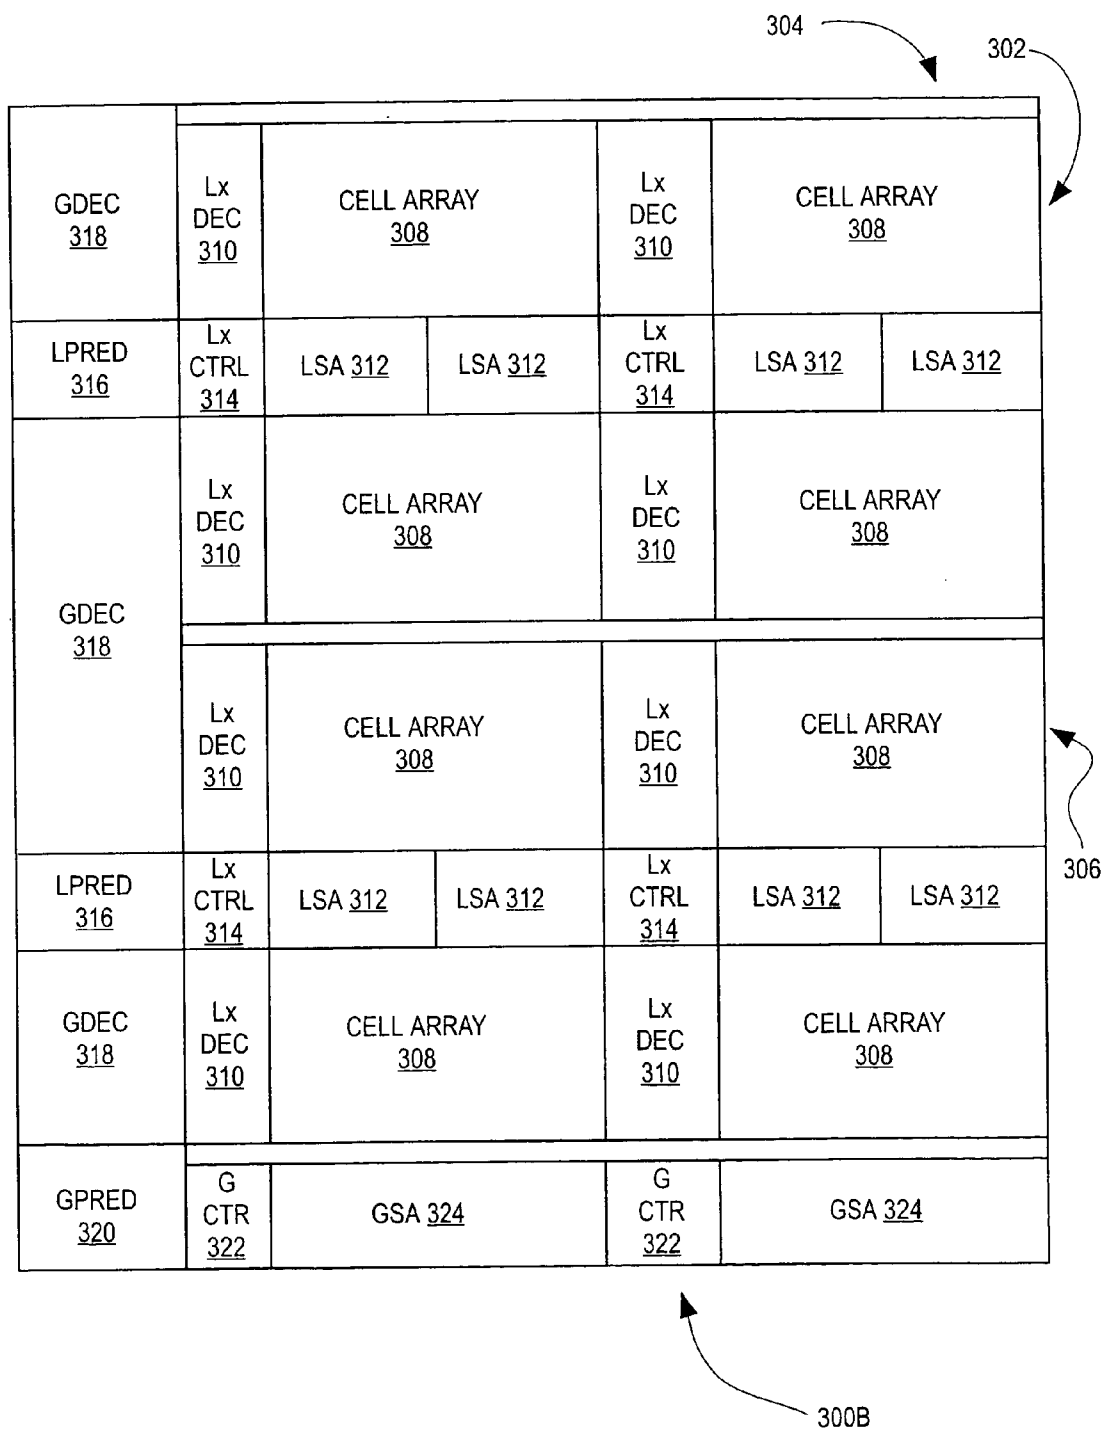 304
302
GDEC
318
Lx
DEC
310
CELL ARRAY
308
Lx
DEC
310
CELL ARRAY
308
LPRED
316
Lx
CTRL
314
LSA 312
LSA 312
Lx
CTRL
314
LSA 312
LSA 312
GDEC
318
Lx
DEC
310
CELL ARRAY
308
Lx
DEC
310
CELL ARRAY
308
Lx
DEC
310
CELL ARRAY
308
Lx
DEC
310
CELL ARRAY
308
306
LPRED
316
Lx
CTRL
314
LSA 312
LSA 312
Lx
CTRL
314
LSA 312
LSA 312
GDEC
318
Lx
DEC
310
CELL ARRAY
308
Lx
DEC
310
CELL ARRAY
308
GPRED
320
G
CTR
322
GSA 324
G
CTR
322
GSA 324
300B